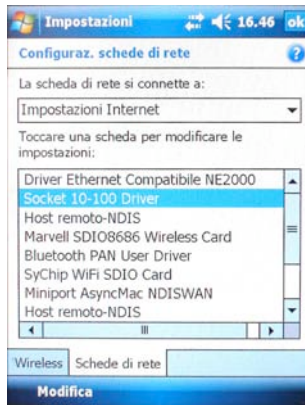 Impostazioni 16.46 ok
Configuraz. schede di rete
La scheda di rete si connette a:
Impostazioni Internet
Toccare una scheda per modificare le
impostazioni:
Driver Ethernet Compatibile NE2000
Socket 10-100 Driver
Host remoto-NDIS
Marvell SDIO8686 Wireless Card
Bluetooth PAN User Driver
SyChip WiFi SDIO Card
Miniport AsyncMac NDISWAN
Host remoto-NDIS
Wireless Schede di rete
Modifica